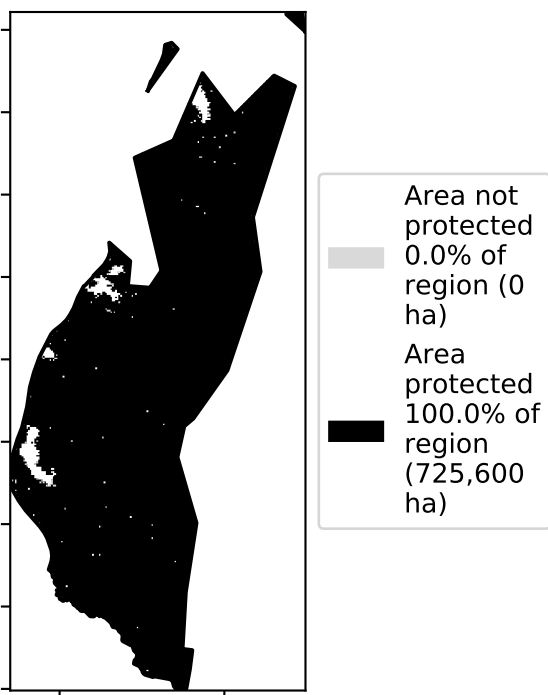 Area not
protected
0.0% of
region (0
ha)
Area
protected
100.0% of
region
(725,600
ha)